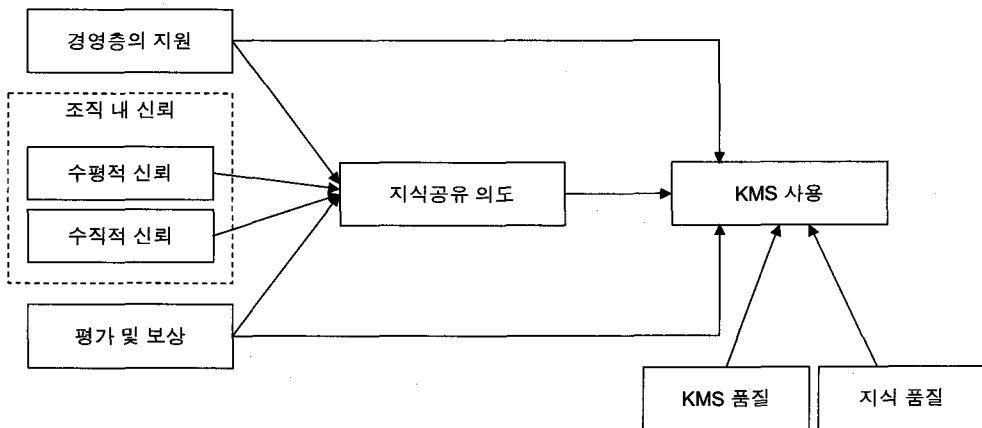 경영층의 지원
조직 내 신뢰
수평적 신뢰
수직적 신뢰
평가 및 보상
지식공유 의도
KMS 사용
KMS 품질
지식 품질